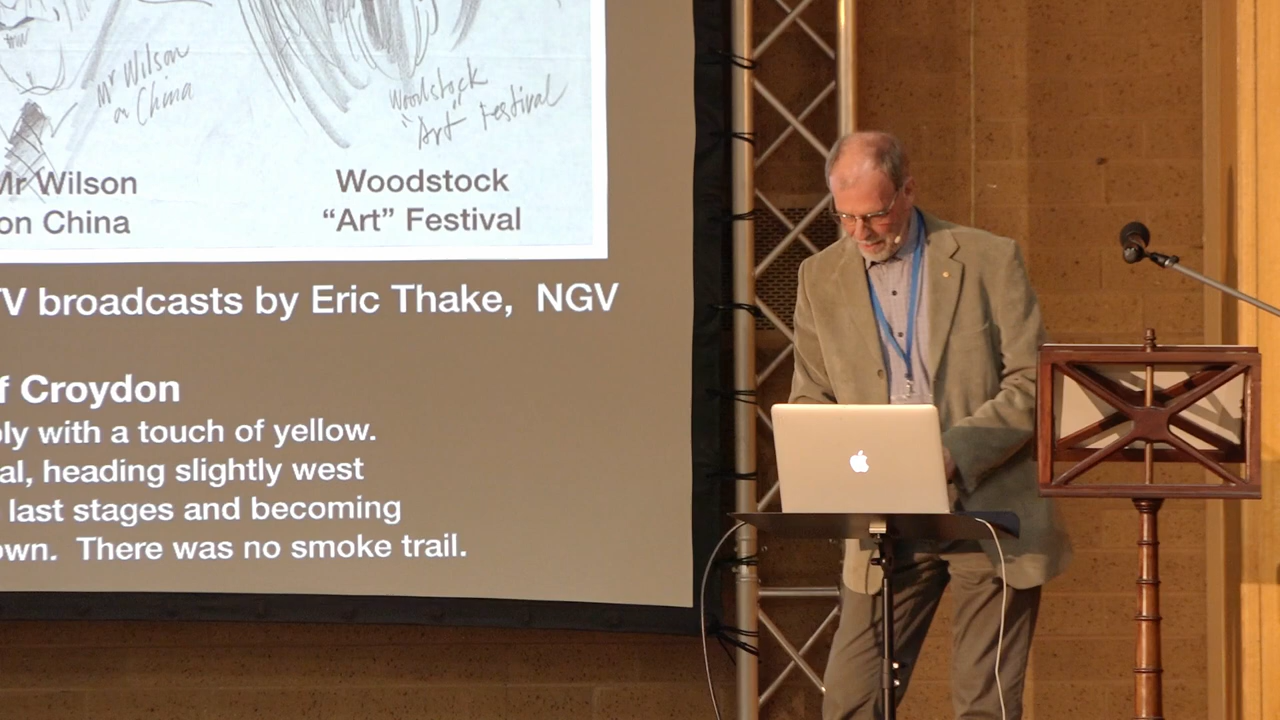 Mr Wilson
on China
Woodstock
"Art" Festival
Mr Wilson
on China
Woodstock
“Art” Festival
TV broadcasts by Eric Thake, NGV
f Croydon
bly with a touch of yellow.
al, heading slightly west
last stages and becoming
own. There was no smoke trail.